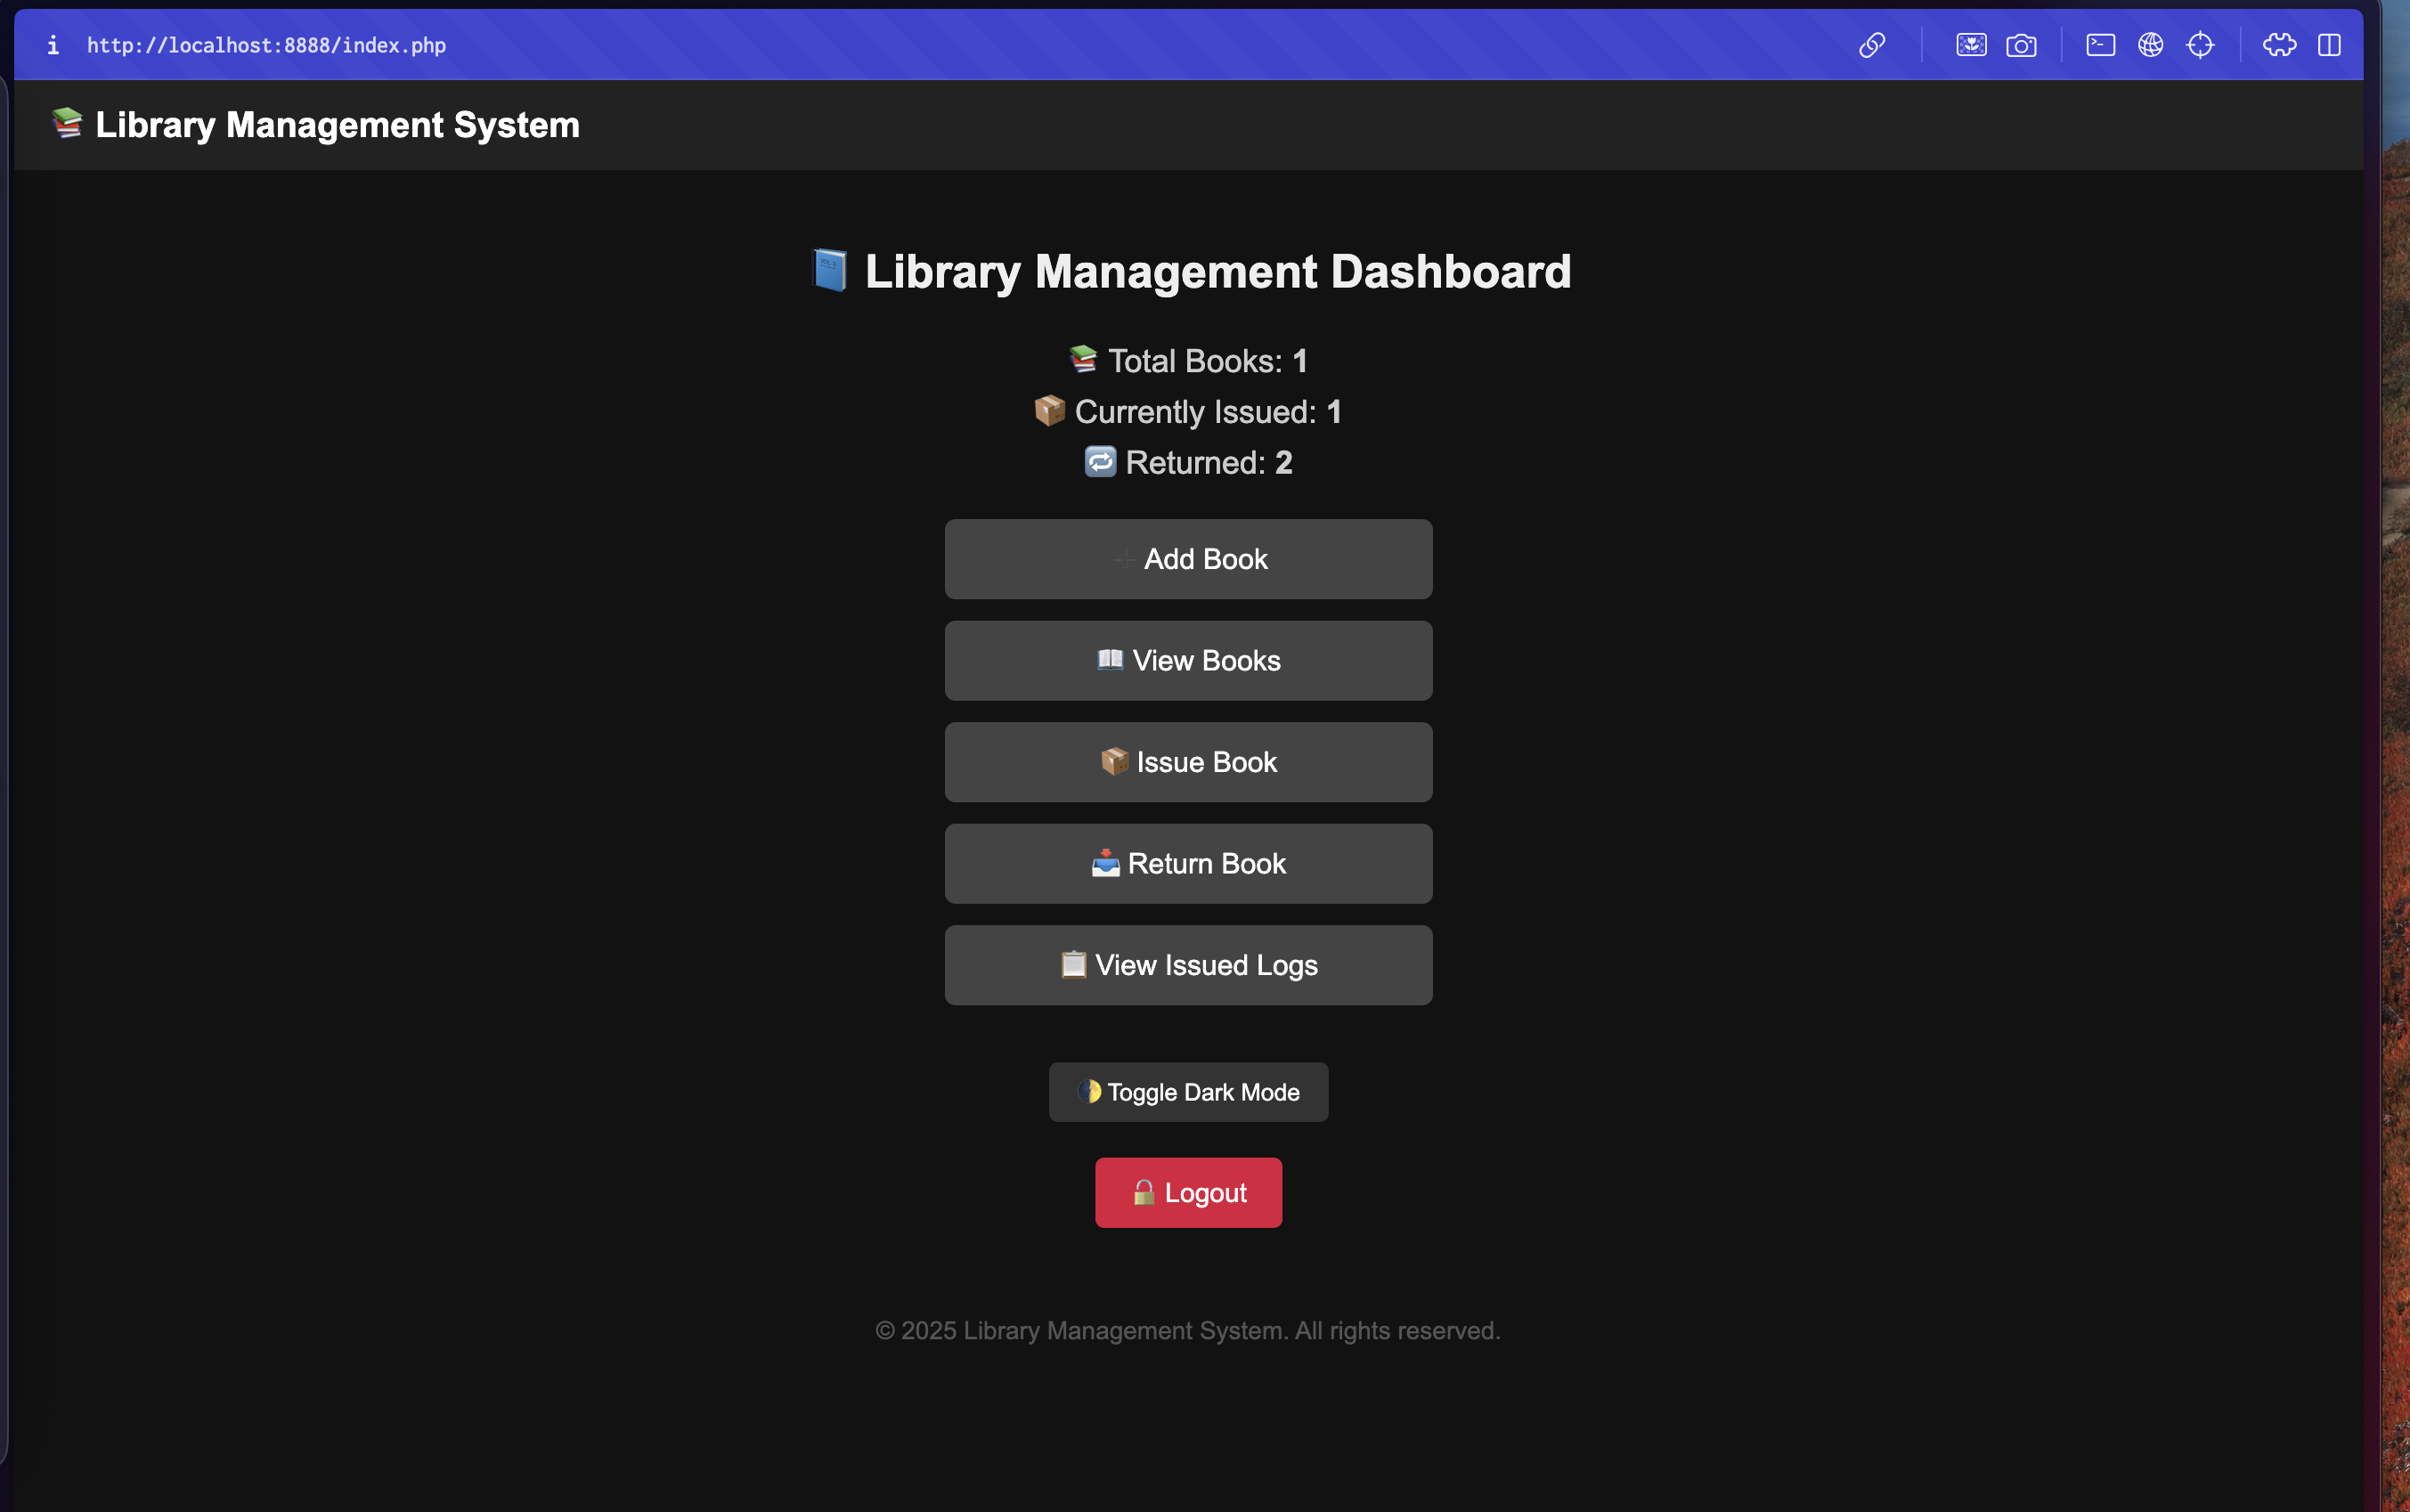 http://localhost:8888/index.php
📚 Library Management System
📘 Library Management Dashboard
📚 Total Books: 1
📦 Currently Issued: 1
🔁 Returned: 2
➕ Add Book
📖 View Books
📦 Issue Book
📥 Return Book
📋 View Issued Logs
🌓 Toggle Dark Mode
🔓 Logout
© 2025 Library Management System. All rights reserved.